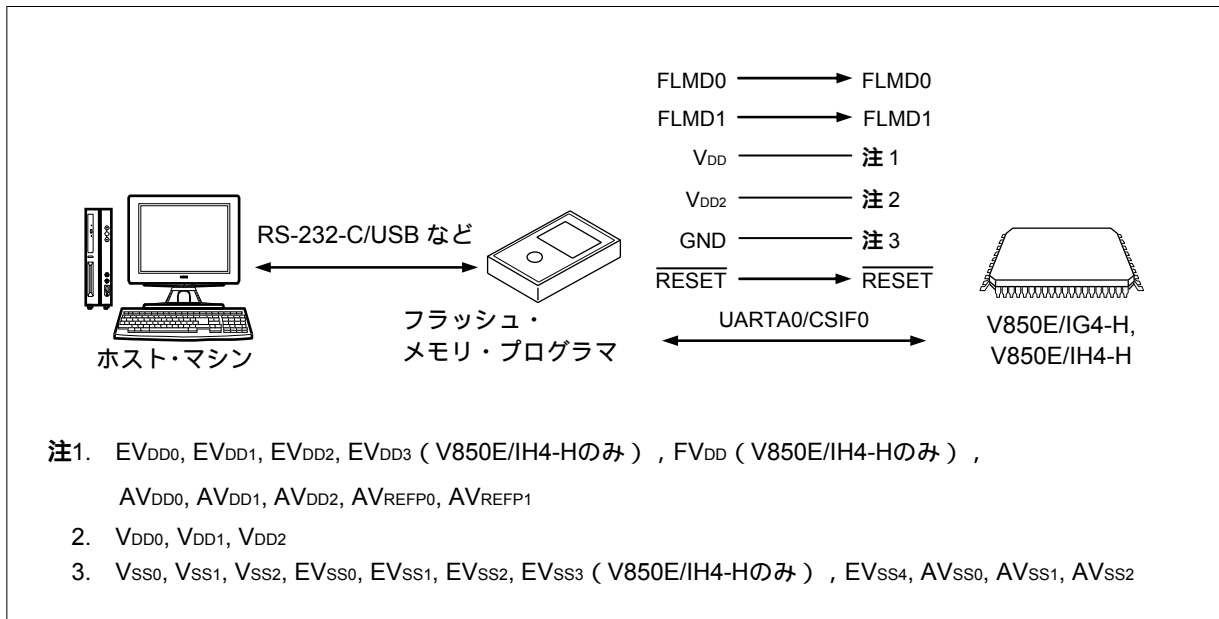 FLMD0 FLMD0
FLMD1 FLMD1
VDD 注1
VDD2 注2
GND 注3
RESET RESET
RS-232-C/USB など
UARTA0/CSIF0
ホスト・マシン
フラッシュ・
メモリ・プログラマ
V850E/IG4-H,
V850E/IH4-H
注1. EVDD0, EVDD1, EVDD2, EVDD3（V850E/IH4-Hのみ）, FVDD（V850E/IH4-Hのみ）,
AVDD0, AVDD1, AVDD2, AVREFP0, AVREFP1
2. VDD0, VDD1, VDD2
3. VSS0, VSS1, VSS2, EVSS0, EVSS1, EVSS2, EVSS3（V850E/IH4-Hのみ）, EVSS4, AVSS0, AVSS1, AVSS2